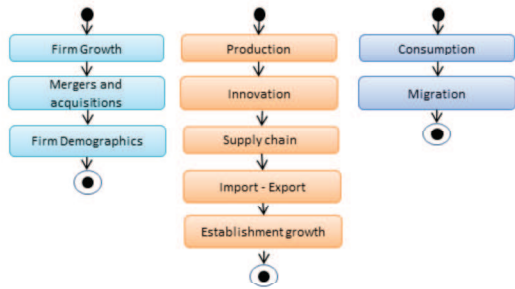 Firm Growth
Mergers and
acquisitions
Firm Demographics
Production
Innovation
Supply chain
Import - Export
Establishment growth
Consumption
Migration